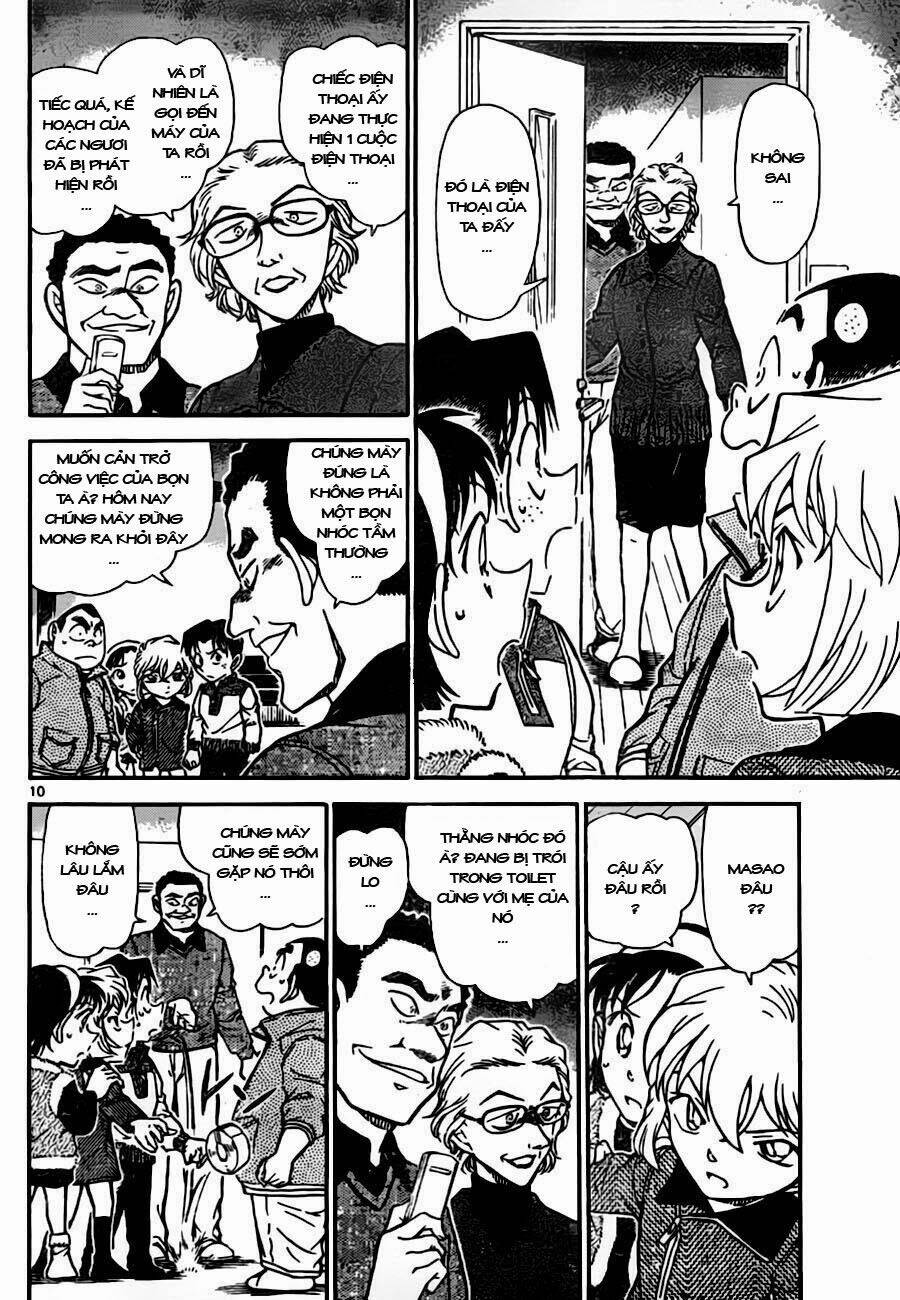 KHÔNG
SAI
...
ĐÓ LÀ ĐIỆN
THOẠI CỦA
TA ĐẤY
...
CHIẾC ĐIỆN
THOẠI ẤY
ĐANG THỰC
HIỆN 1 CUỘC
ĐIỆN THOẠI
...
VÀ DĨ
NHIÊN LÀ
GỌI ĐẾN
MÁY CỦA
TA RỒI
...
TIẾC QUÁ, KẾ
HOẠCH CỦA
CÁC NGƯƠI
ĐÃ BỊ PHÁT
HIỆN RỒI
...
CHÚNG MÀY
ĐÚNG LÀ
KHÔNG PHẢI
MỘT BỌN
NHÓC TẦM
THƯỜNG
...
MUỐN CẢN TRỞ
CÔNG VIỆC CỦA BỌN
TA À? HÔM NAY
CHÚNG MÀY ĐỪNG
MONG RA KHỎI ĐÂY
...
10
MASAO
ĐÂU
??
CẬU ẤY
ĐÂU RỒI
?
THẰNG NHÓC ĐÓ
À? ĐANG BỊ TRÓI
TRONG TOILET
CÙNG VỚI MẸ CỦA
NÓ
...
ĐỪNG
LO
...
CHÚNG MÀY
CŨNG SẼ SỚM
GẶP NÓ THÔI
...
KHÔNG
LÂU LẮM
ĐÂU
...